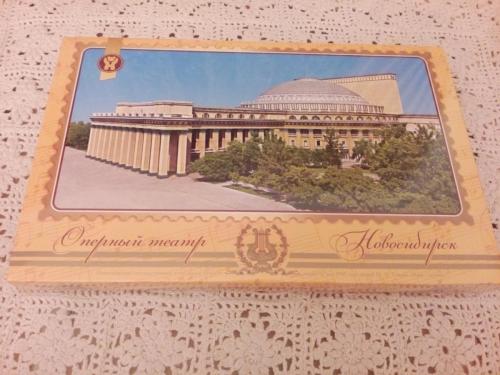 Оперный театр
Новосибирск